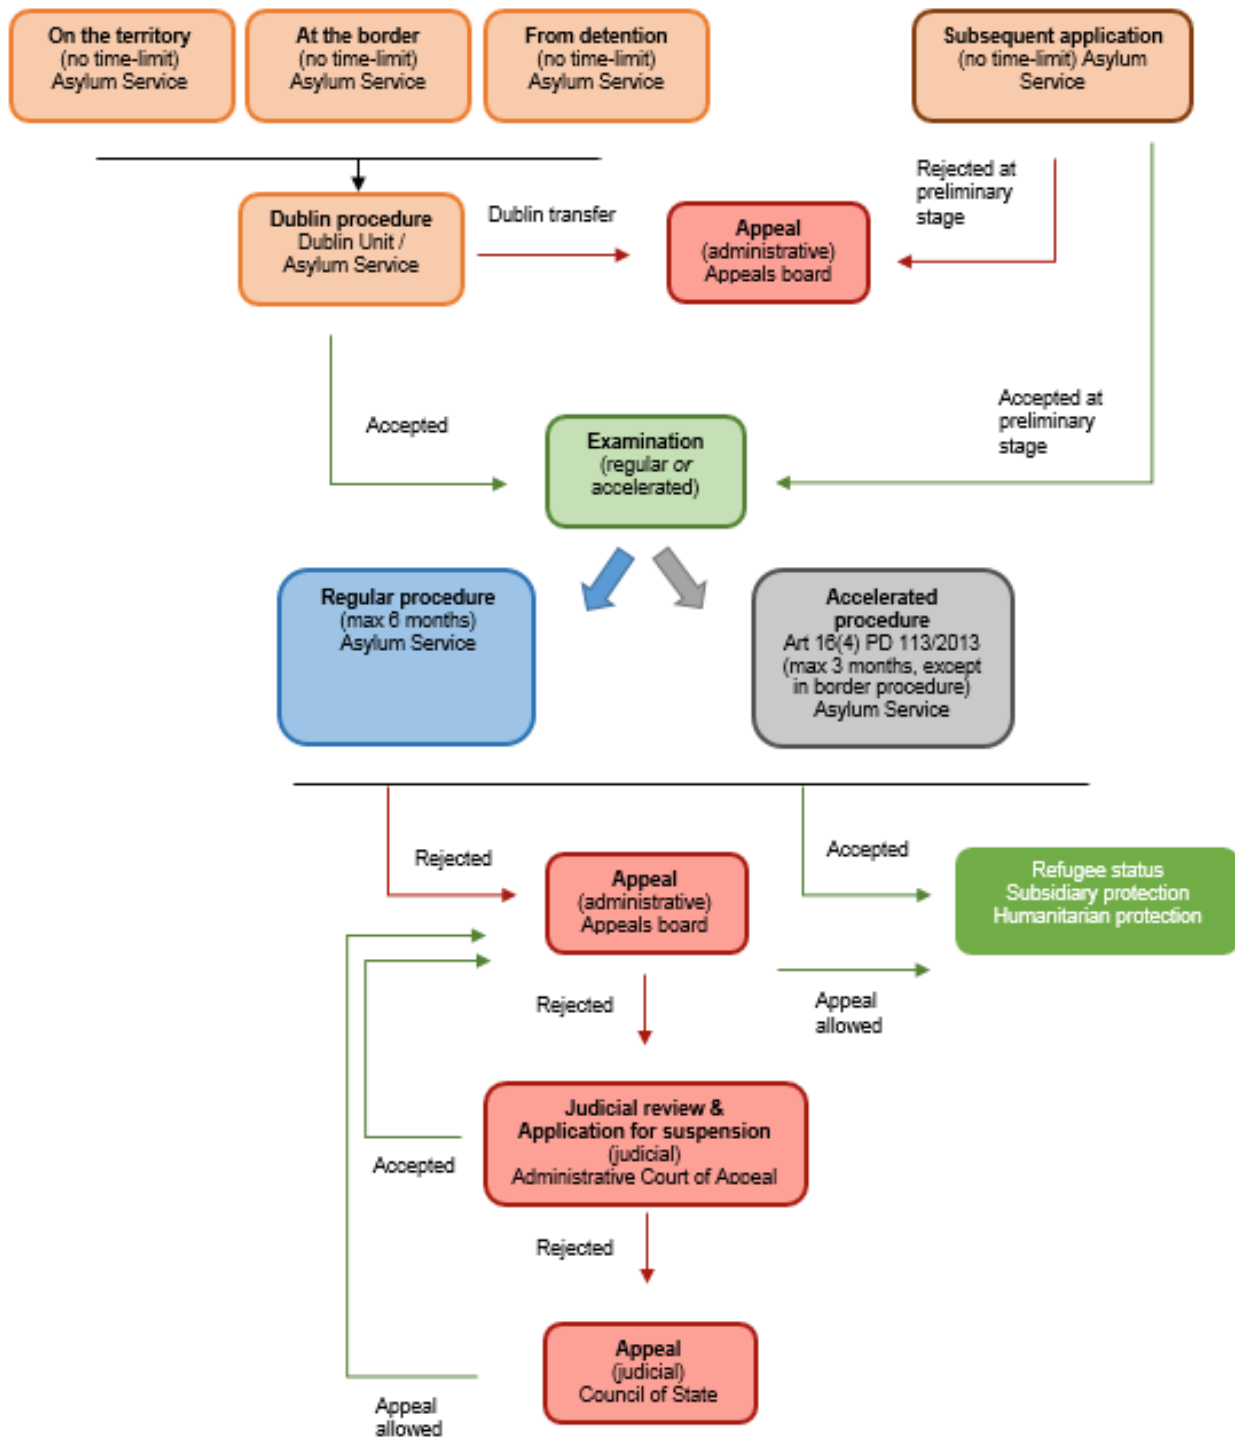 On the territory
(no time-limit)
Asylum Service
At the border
(no time-limit)
Asylum Service
From detention
(no time-limit)
Asylum Service
Subsequent application
(no time-limit) Asylum
Service
Dublin procedure
Dublin Unit /
Asylum Service
Dublin transfer
Appeal
(administrative)
Appeals board
Rejected at
preliminary
stage
Accepted
Examination
(regular or
accelerated)
Accepted at
preliminary
stage
Regular procedure
(max 6 months)
Asylum Service
Accelerated
procedure
Art 16(4) PD 113/2013
(max 3 months, except
in border procedure)
Asylum Service
Rejected
Appeal
(administrative)
Appeals board
Accepted
Refugee status
Subsidiary protection
Humanitarian protection
Rejected
Appeal
allowed
Judicial review &
Application for suspension
(judicial)
Administrative Court of Appeal
Accepted
Rejected
Appeal
(judicial)
Council of State
Appeal
allowed